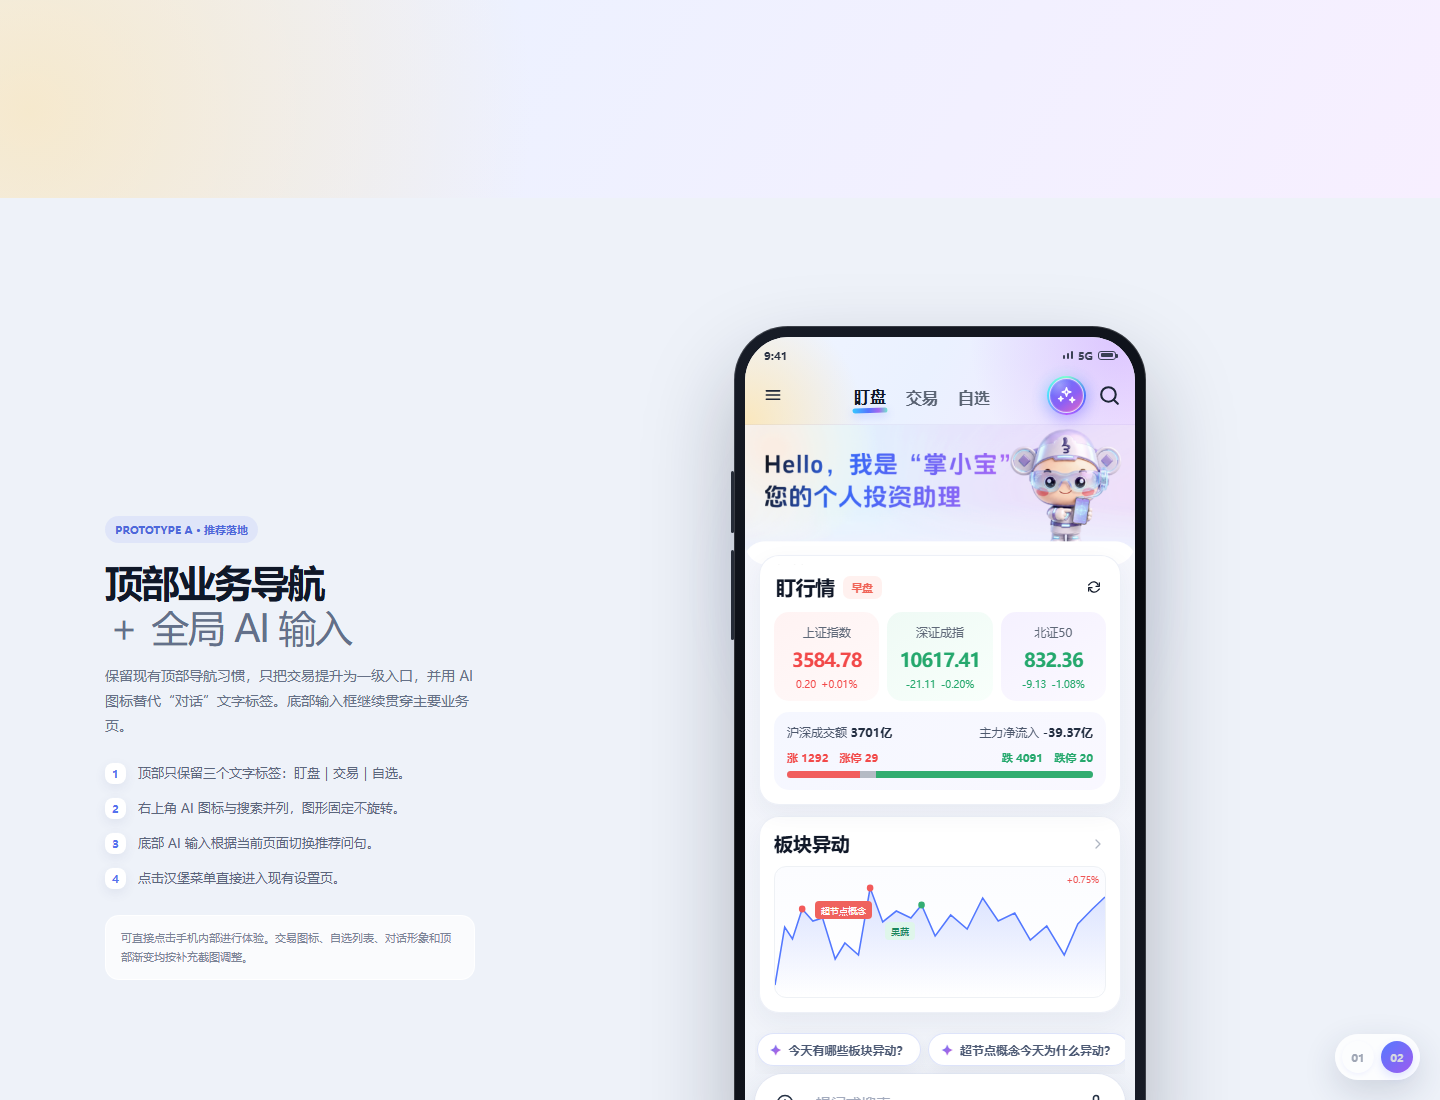 PROTOTYPE A • 推荐落地
顶部业务导航
＋ 全局 AI 输入
保留现有顶部导航习惯，只把交易提升为一级入口，并用 AI
图标替代“对话”文字标签。底部输入框继续贯穿主要业务
页。
1 顶部只保留三个文字标签：盯盘｜交易｜自选。
2 右上角 AI 图标与搜索并列，图形固定不旋转。
3 底部 AI 输入根据当前页面切换推荐问句。
4 点击汉堡菜单直接进入现有设置页。
可直接点击手机内部进行体验。交易图标、自选列表、对话形象和顶
部渐变均按补充截图调整。
9:41 5G
盯盘 交易 自选
Hello，我是“掌小宝”
您的个人投资助理
盯行情 早盘
上证指数 深证成指 北证50
3584.78 10617.41 832.36
0.20 +0.01% -21.11 -0.20% -9.13 -1.08%
沪深成交额 3701亿 主力净流入 -39.37亿
涨 1292 涨停 29 跌 4091 跌停 20
板块异动
+0.75%
超节点概念
果蔬
今天有哪些板块异动？ 超节点概念今天为什么异动？
01 02